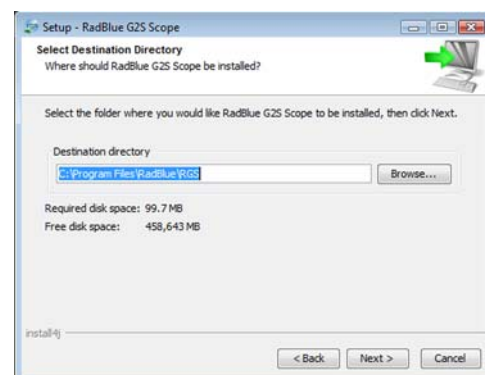 Setup - RadBlue G2S Scope
Select Destination Directory
Where should RadBlue G2S Scope be installed?
Select the folder where you would like RadBlue G2S Scope to be installed, then click Next.
Destination directory
C:\Program Files\RadBlue\RGS
Browse...
Required disk space: 99.7 MB
Free disk space: 458,643 MB
install4j
< Back Next > Cancel